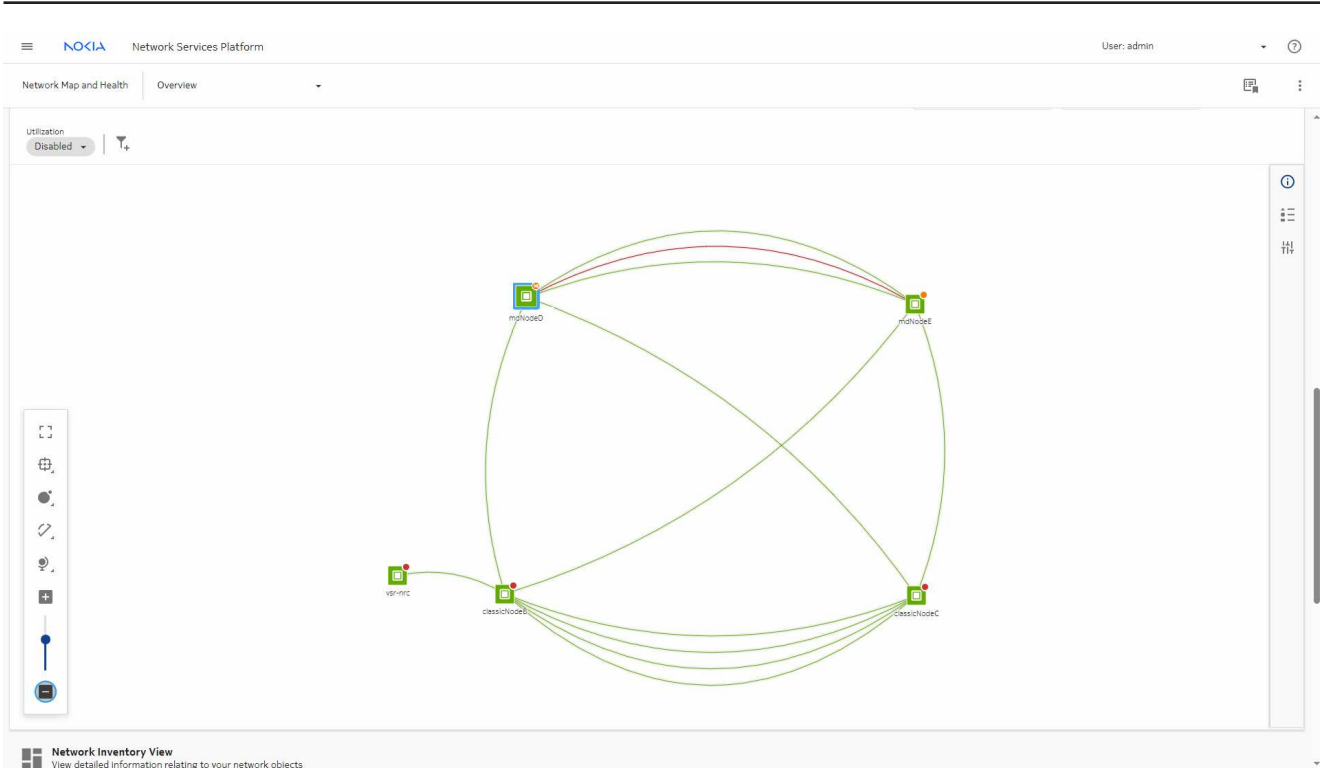 NOKIA Network Services Platform User: admin
Network Map and Health Overview
Utilization
Disabled
mdNodeD
mdNodeE
vsr-nrc
classicNodeB
classicNodeC
Network Inventory View
View detailed information relating to your network objects